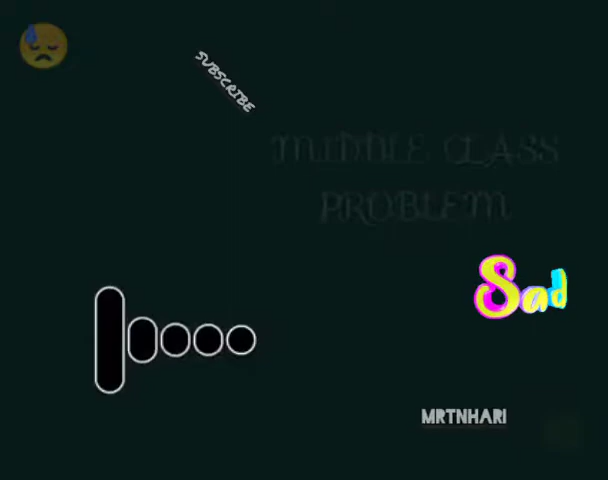 SUBSCRIBE
MIDDLE CLASS
PROBLEM
Sad
MRTNHARI